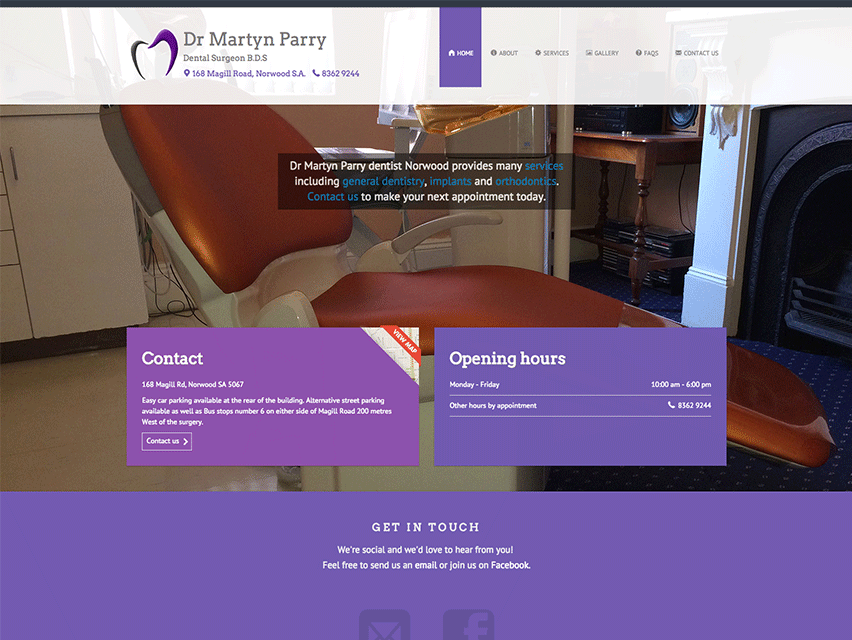 Dr Martyn Parry
Dental Surgeon B.D.S
168 Magill Road, Norwood S.A. 8362 9244
HOME ABOUT SERVICES GALLERY FAQS CONTACT US
Dr Martyn Parry dentist Norwood provides many services
including general dentistry, implants and orthodontics.
Contact us to make your next appointment today.
Contact
VIEW MAP
168 Magill Rd, Norwood SA 5067
Easy car parking available at the rear of the building. Alternative street parking
available as well as Bus stops number 6 on either side of Magill Road 200 metres
West of the surgery.
Contact us
Opening hours
Monday - Friday 10:00 am - 6:00 pm
Other hours by appointment 8362 9244
GET IN TOUCH
We're social and we'd love to hear from you!
Feel free to send us an email or join us on Facebook.